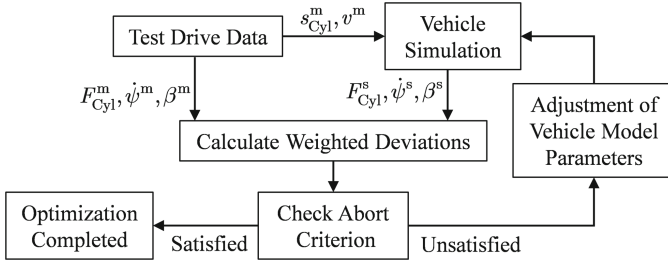 Test Drive Data
s^m_Cyl, v^m
Vehicle
Simulation
F^m_Cyl, ψ̇^m, β^m
F^s_Cyl, ψ̇^s, β^s
Adjustment of
Vehicle Model
Parameters
Calculate Weighted Deviations
Optimization
Completed
Satisfied
Check Abort
Criterion
Unsatisfied